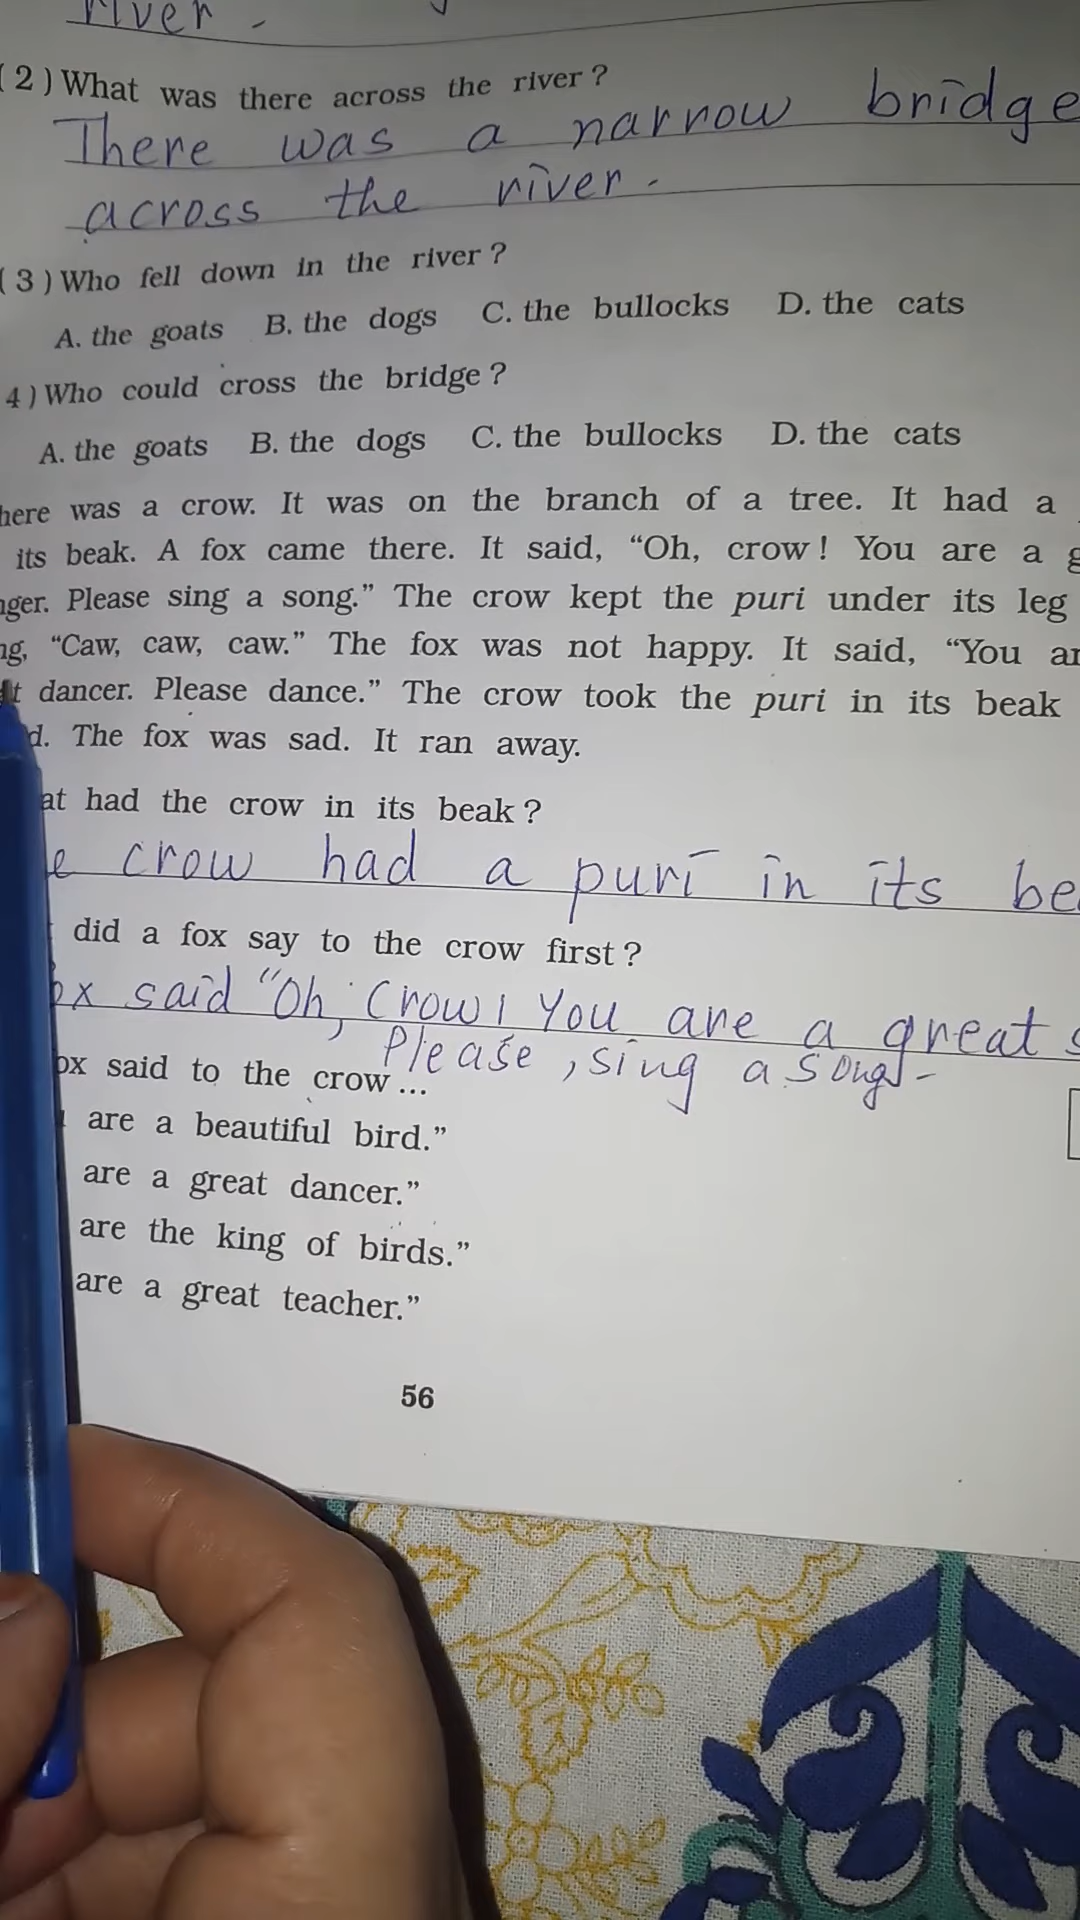 river.
(2) What was there across the river?
There was a narrow bridge
across the river.
(3) Who fell down in the river?
A. the goats B. the dogs C. the bullocks D. the cats
4) Who could cross the bridge?
A. the goats B. the dogs C. the bullocks D. the cats
here was a crow. It was on the branch of a tree. It had a
its beak. A fox came there. It said, “Oh, crow! You are a g
nger. Please sing a song.” The crow kept the puri under its leg
ng, “Caw, caw, caw.” The fox was not happy. It said, “You ar
t dancer. Please dance.” The crow took the puri in its beak
d. The fox was sad. It ran away.
at had the crow in its beak?
e crow had a puri in its be
did a fox say to the crow first?
ox said "Oh, Crow! You are a great s
Please, sing a song.
ox said to the crow...
are a beautiful bird.”
are a great dancer.”
are the king of birds.”
are a great teacher.”
56